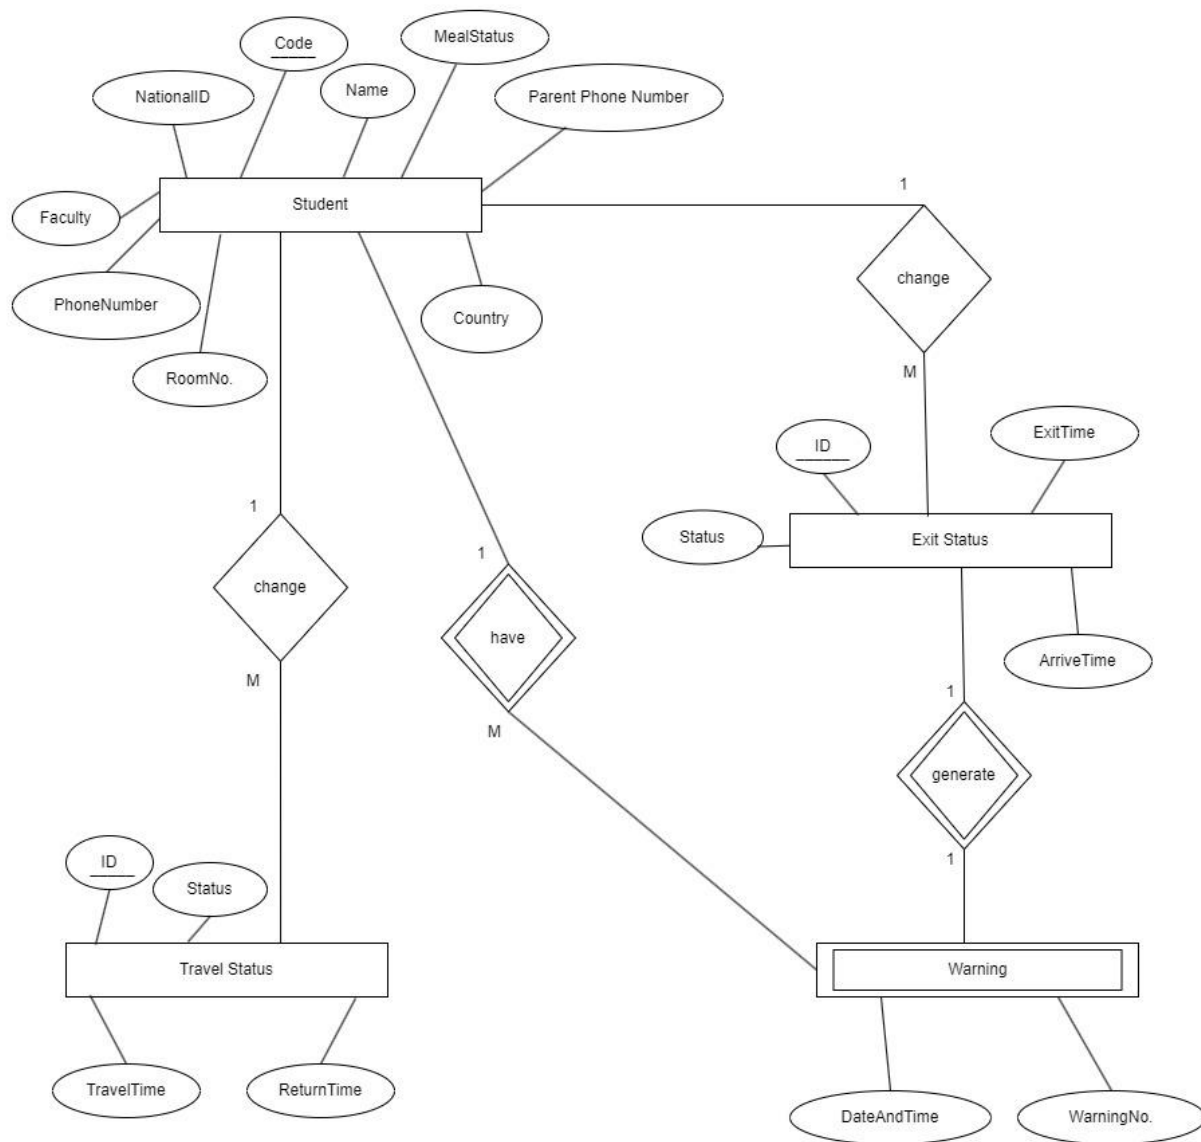 Code
MealStatus
NationalID
Name
Parent Phone Number
Student
1
Faculty
change
PhoneNumber
Country
RoomNo.
M
ID
ExitTime
1
Status
Exit Status
1
change
have
ArriveTime
M
1
M
generate
ID
1
Status
Travel Status
Warning
TravelTime
ReturnTime
DateAndTime
WarningNo.